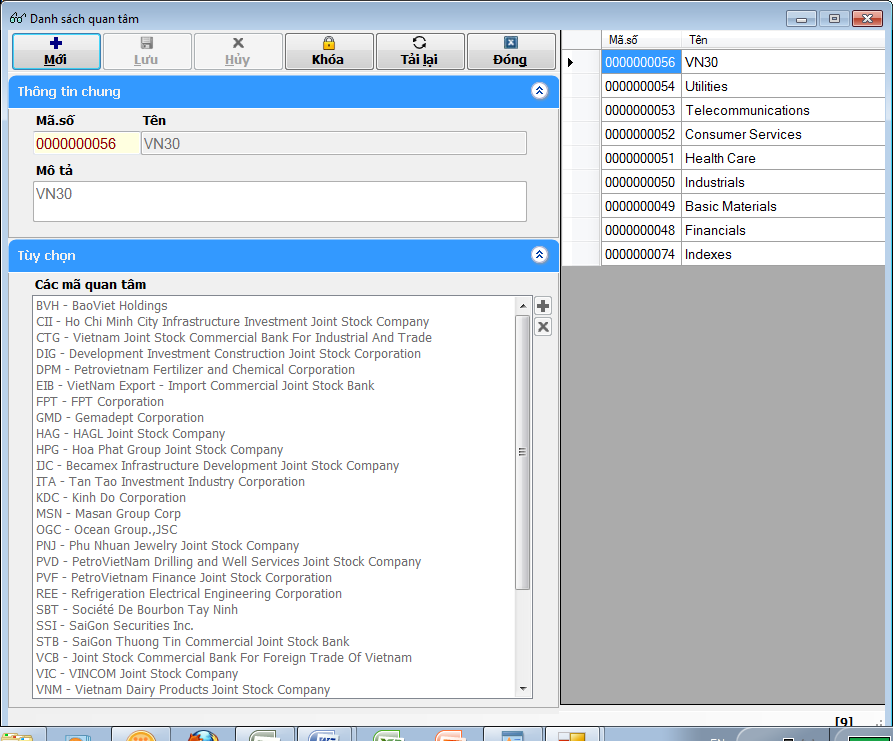 Danh sách quan tâm
Mới
Lưu
Hủy
Khóa
Tải lại
Đóng
Thông tin chung
Mã.số Tên
0000000056 VN30
Mô tả
VN30
Tùy chọn
Các mã quan tâm
BVH - BaoViet Holdings
CII - Ho Chi Minh City Infrastructure Investment Joint Stock Company
CTG - Vietnam Joint Stock Commercial Bank For Industrial And Trade
DIG - Development Investment Construction Joint Stock Corporation
DPM - Petrovietnam Fertilizer and Chemical Corporation
EIB - VietNam Export - Import Commercial Joint Stock Bank
FPT - FPT Corporation
GMD - Gemadept Corporation
HAG - HAGL Joint Stock Company
HPG - Hoa Phat Group Joint Stock Company
IJC - Becamex Infrastructure Development Joint Stock Company
ITA - Tan Tao Investment Industry Corporation
KDC - Kinh Do Corporation
MSN - Masan Group Corp
OGC - Ocean Group.,JSC
PNJ - Phu Nhuan Jewelry Joint Stock Company
PVD - PetroVietNam Drilling and Well Services Joint Stock Company
PVF - PetroVietnam Finance Joint Stock Corporation
REE - Refrigeration Electrical Engineering Corporation
SBT - Société De Bourbon Tay Ninh
SSI - SaiGon Securities Inc.
STB - SaiGon Thuong Tin Commercial Joint Stock Bank
VCB - Joint Stock Commercial Bank For Foreign Trade Of Vietnam
VIC - VINCOM Joint Stock Company
VNM - Vietnam Dairy Products Joint Stock Company
Mã.số Tên
0000000056 VN30
0000000054 Utilities
0000000053 Telecommunications
0000000052 Consumer Services
0000000051 Health Care
0000000050 Industrials
0000000049 Basic Materials
0000000048 Financials
0000000074 Indexes
[9]